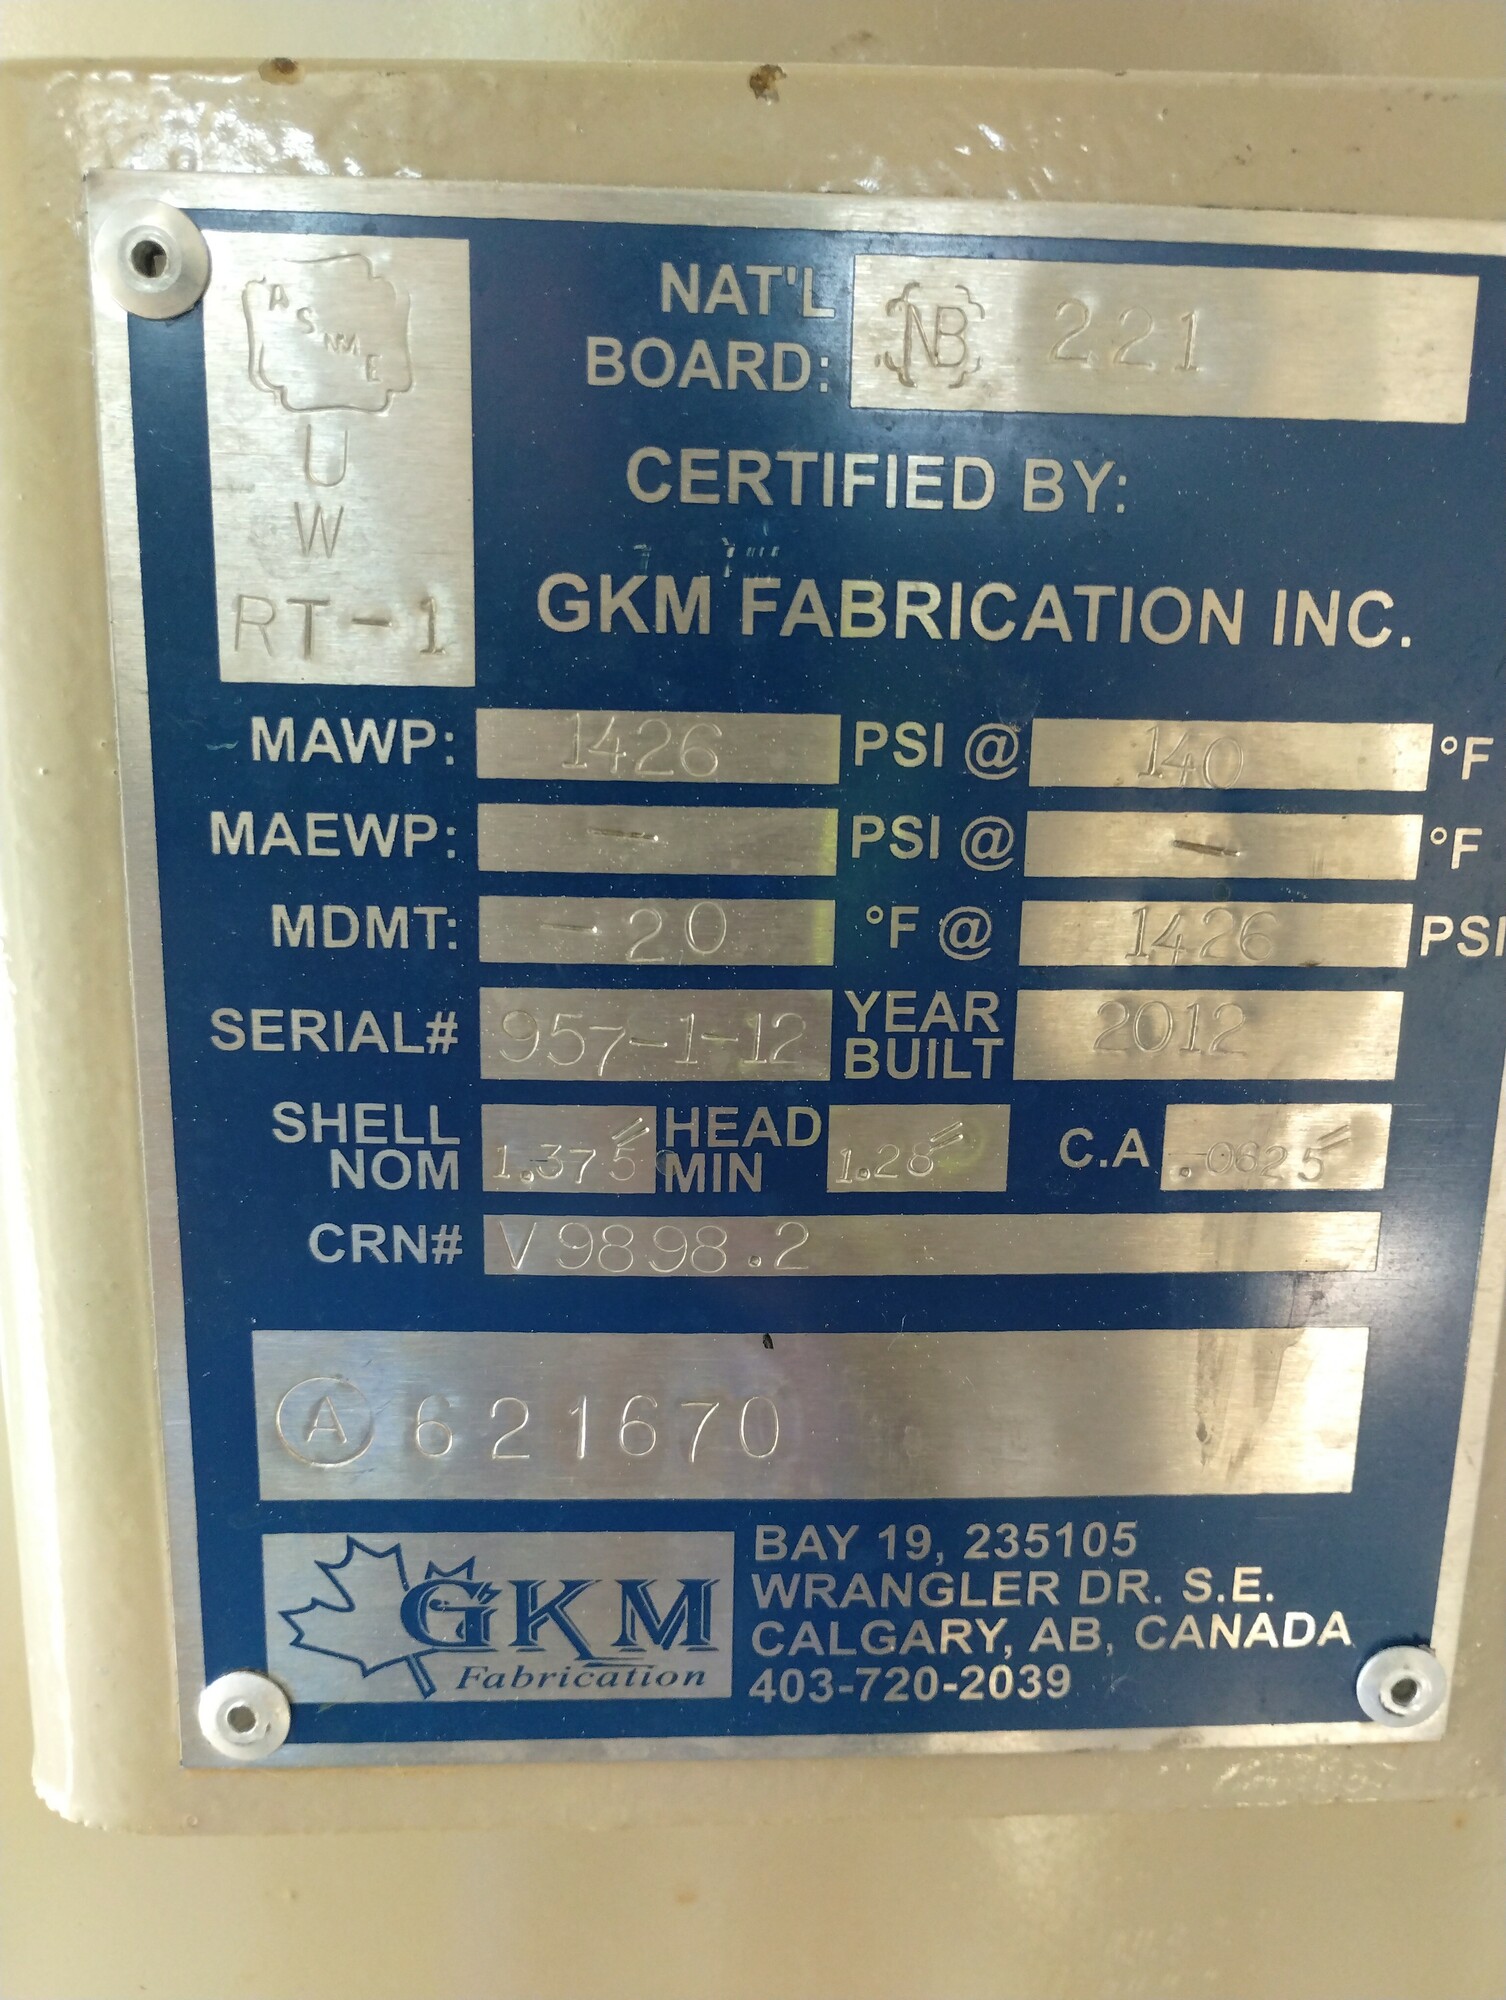 ASME
U
W
RT-1
NAT'L
BOARD: NB 221
CERTIFIED BY:
GKM FABRICATION INC.
MAWP: 1426 PSI @ 140 °F
MAEWP: - PSI @ - °F
MDMT: -20 °F @ 1426 PSI
SERIAL# 957-1-12 YEAR BUILT 2012
SHELL NOM 1.375" HEAD MIN 1.28" C.A .0625"
CRN# V9898.2
A 621670
GKM
Fabrication
BAY 19, 235105
WRANGLER DR. S.E.
CALGARY, AB, CANADA
403-720-2039